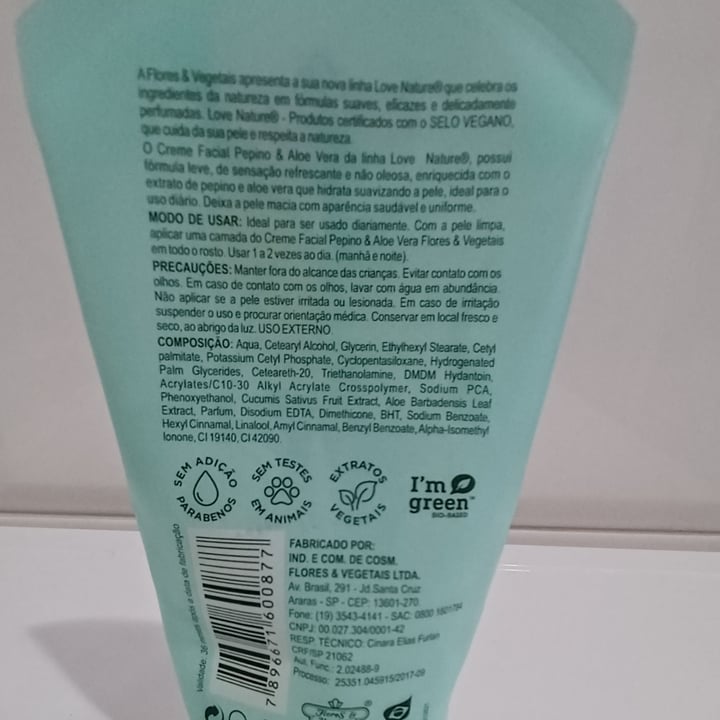 A Flores & Vegetais apresenta a sua nova linha Love Nature® que celebra os
ingredientes da natureza em fórmulas suaves, eficazes e delicadamente
perfumadas. Love Nature® - Produtos certificados com o SELO VEGANO,
que cuida da sua pele e respeita a natureza.
O Creme Facial Pepino & Aloe Vera da linha Love Nature®, possui
fórmula leve, de sensação refrescante e não oleosa, enriquecida com o
extrato de pepino e aloe vera que hidrata suavizando a pele, ideal para o
uso diário. Deixa a pele macia com aparência saudável e uniforme.
MODO DE USAR: Ideal para ser usado diariamente. Com a pele limpa,
aplicar uma camada do Creme Facial Pepino & Aloe Vera Flores & Vegetais
em todo o rosto. Usar 1 a 2 vezes ao dia. (manhã e noite).
PRECAUÇÕES: Manter fora do alcance das crianças. Evitar contato com os
olhos. Em caso de contato com os olhos, lavar com água em abundância.
Não aplicar se a pele estiver irritada ou lesionada. Em caso de irritação
suspender o uso e procurar orientação médica. Conservar em local fresco e
seco, ao abrigo da luz. USO EXTERNO
COMPOSIÇÃO: Aqua, Cetearyl Alcohol, Glycerin, Ethylhexyl Stearate, Cetyl
palmitate, Potassium Cetyl Phosphate, Cyclopentasiloxane, Hydrogenated
Palm Glycerides, Ceteareth-20, Triethanolamine, DMDM Hydantoin,
Acrylates/C10-30 Alkyl Acrylate Crosspolymer, Sodium PCA,
Phenoxyethanol, Cucumis Sativus Fruit Extract, Aloe Barbadensis Leaf
Extract, Parfum, Disodium EDTA, Dimethicone, BHT, Sodium Benzoate,
Hexyl Cinnamal, Linalool, Amyl Cinnamal, Benzyl Benzoate, Alpha-Isomethyl
Ionone, CI 19140, CI 42090.
SEM ADIÇÃO PARABENOS
SEM TESTES EM ANIMAIS
EXTRATOS VEGETAIS
I'm
green™
BIO-BASED
Validade: 36 meses após a data de fabricação
7 896671 600877
FABRICADO POR:
IND. E COM. DE COSM.
FLORES & VEGETAIS LTDA.
Av. Brasil, 291 - Jd.Santa Cruz
Araras - SP - CEP: 13601-270
Fone: (19) 3543-4141 - SAC: 0800
CNPJ: 00.027.304/0001-42
RESP. TÉCNICO: Cinara Elias Furlan
CRF/SP 21062
Aut. Func.: 2.02488-9
Processo: 25351.045915/2017-09
Flores &